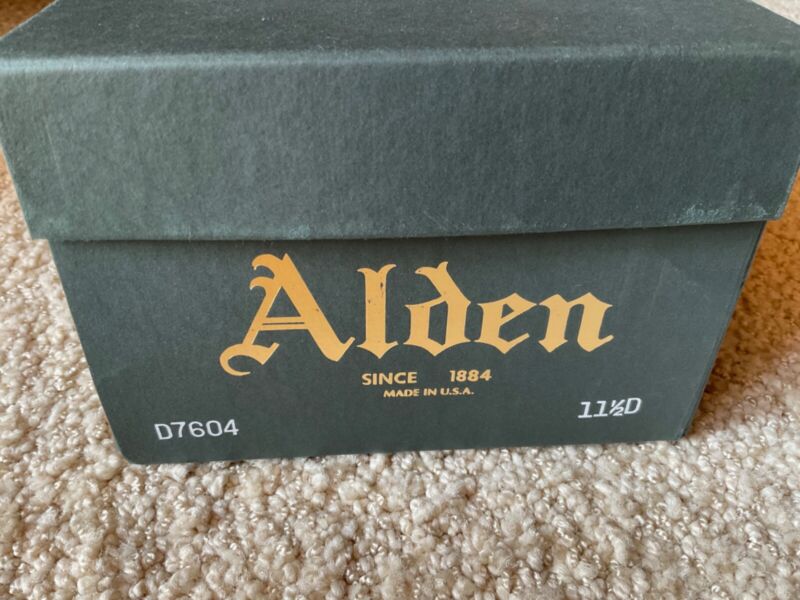 Alden
SINCE 1884
MADE IN U.S.A.
D7604
11½D